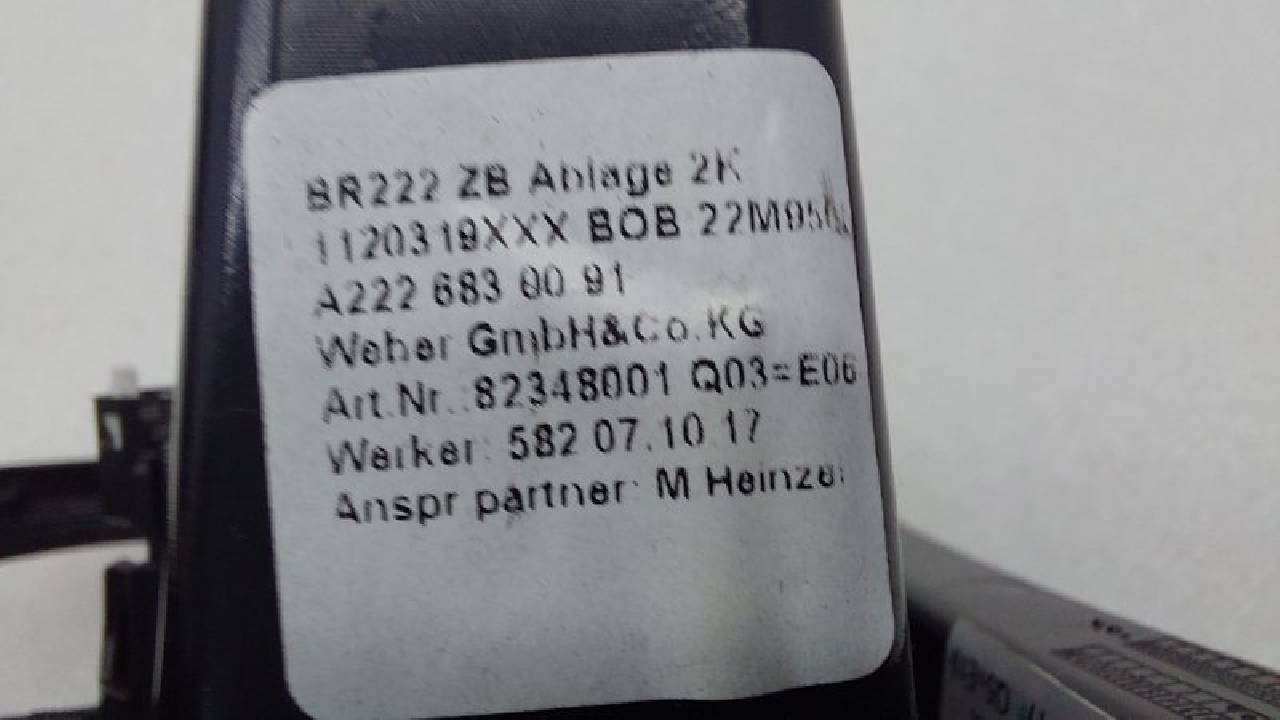 BR222 ZB Ablage 2K
1120319XXX BOB
A222 683 00 91
Weber GmbH&Co.KG
Art.Nr.:82348001 Q03=E06
Werker: 582 07.10.17
Anspr.partner: M